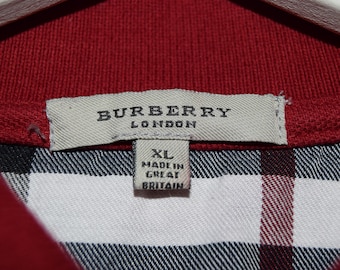 BURBERRY
LONDON
XL
MADE IN
GREAT
BRITAIN